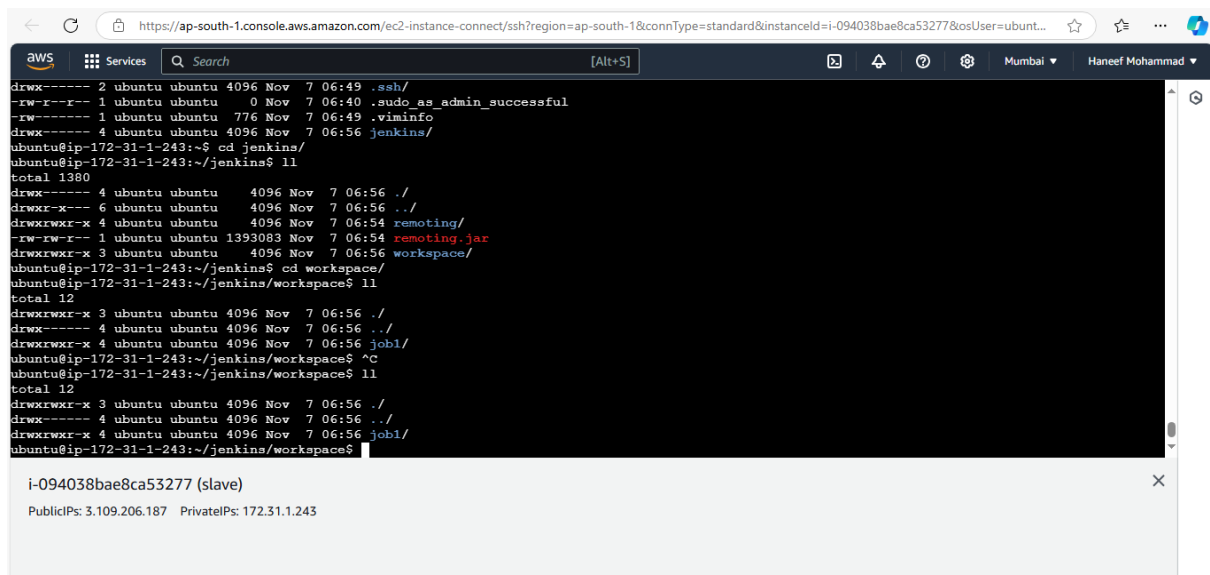 https://ap-south-1.console.aws.amazon.com/ec2-instance-connect/ssh?region=ap-south-1&connType=standard&instanceId=i-094038bae8ca53277&osUser=ubunt...
aws Services Search [Alt+S] Mumbai ▼ Haneef Mohammad ▼
drwx------ 2 ubuntu ubuntu 4096 Nov  7 06:49 .ssh/
-rw-r--r-- 1 ubuntu ubuntu    0 Nov  7 06:40 .sudo_as_admin_successful
-rw------- 1 ubuntu ubuntu  776 Nov  7 06:49 .viminfo
drwx------ 4 ubuntu ubuntu 4096 Nov  7 06:56 jenkins/
ubuntu@ip-172-31-1-243:~$ cd jenkins/
ubuntu@ip-172-31-1-243:~/jenkins$ ll
total 1380
drwx------ 4 ubuntu ubuntu    4096 Nov  7 06:56 ./
drwxr-x--- 6 ubuntu ubuntu    4096 Nov  7 06:56 ../
drwxrwxr-x 4 ubuntu ubuntu    4096 Nov  7 06:54 remoting/
-rw-rw-r-- 1 ubuntu ubuntu 1393083 Nov  7 06:54 remoting.jar
drwxrwxr-x 3 ubuntu ubuntu    4096 Nov  7 06:56 workspace/
ubuntu@ip-172-31-1-243:~/jenkins$ cd workspace/
ubuntu@ip-172-31-1-243:~/jenkins/workspace$ ll
total 12
drwxrwxr-x 3 ubuntu ubuntu 4096 Nov  7 06:56 ./
drwx------ 4 ubuntu ubuntu 4096 Nov  7 06:56 ../
drwxrwxr-x 4 ubuntu ubuntu 4096 Nov  7 06:56 job1/
ubuntu@ip-172-31-1-243:~/jenkins/workspace$ ^C
ubuntu@ip-172-31-1-243:~/jenkins/workspace$ ll
total 12
drwxrwxr-x 3 ubuntu ubuntu 4096 Nov  7 06:56 ./
drwx------ 4 ubuntu ubuntu 4096 Nov  7 06:56 ../
drwxrwxr-x 4 ubuntu ubuntu 4096 Nov  7 06:56 job1/
ubuntu@ip-172-31-1-243:~/jenkins/workspace$
i-094038bae8ca53277 (slave)
PublicIPs: 3.109.206.187 PrivateIPs: 172.31.1.243